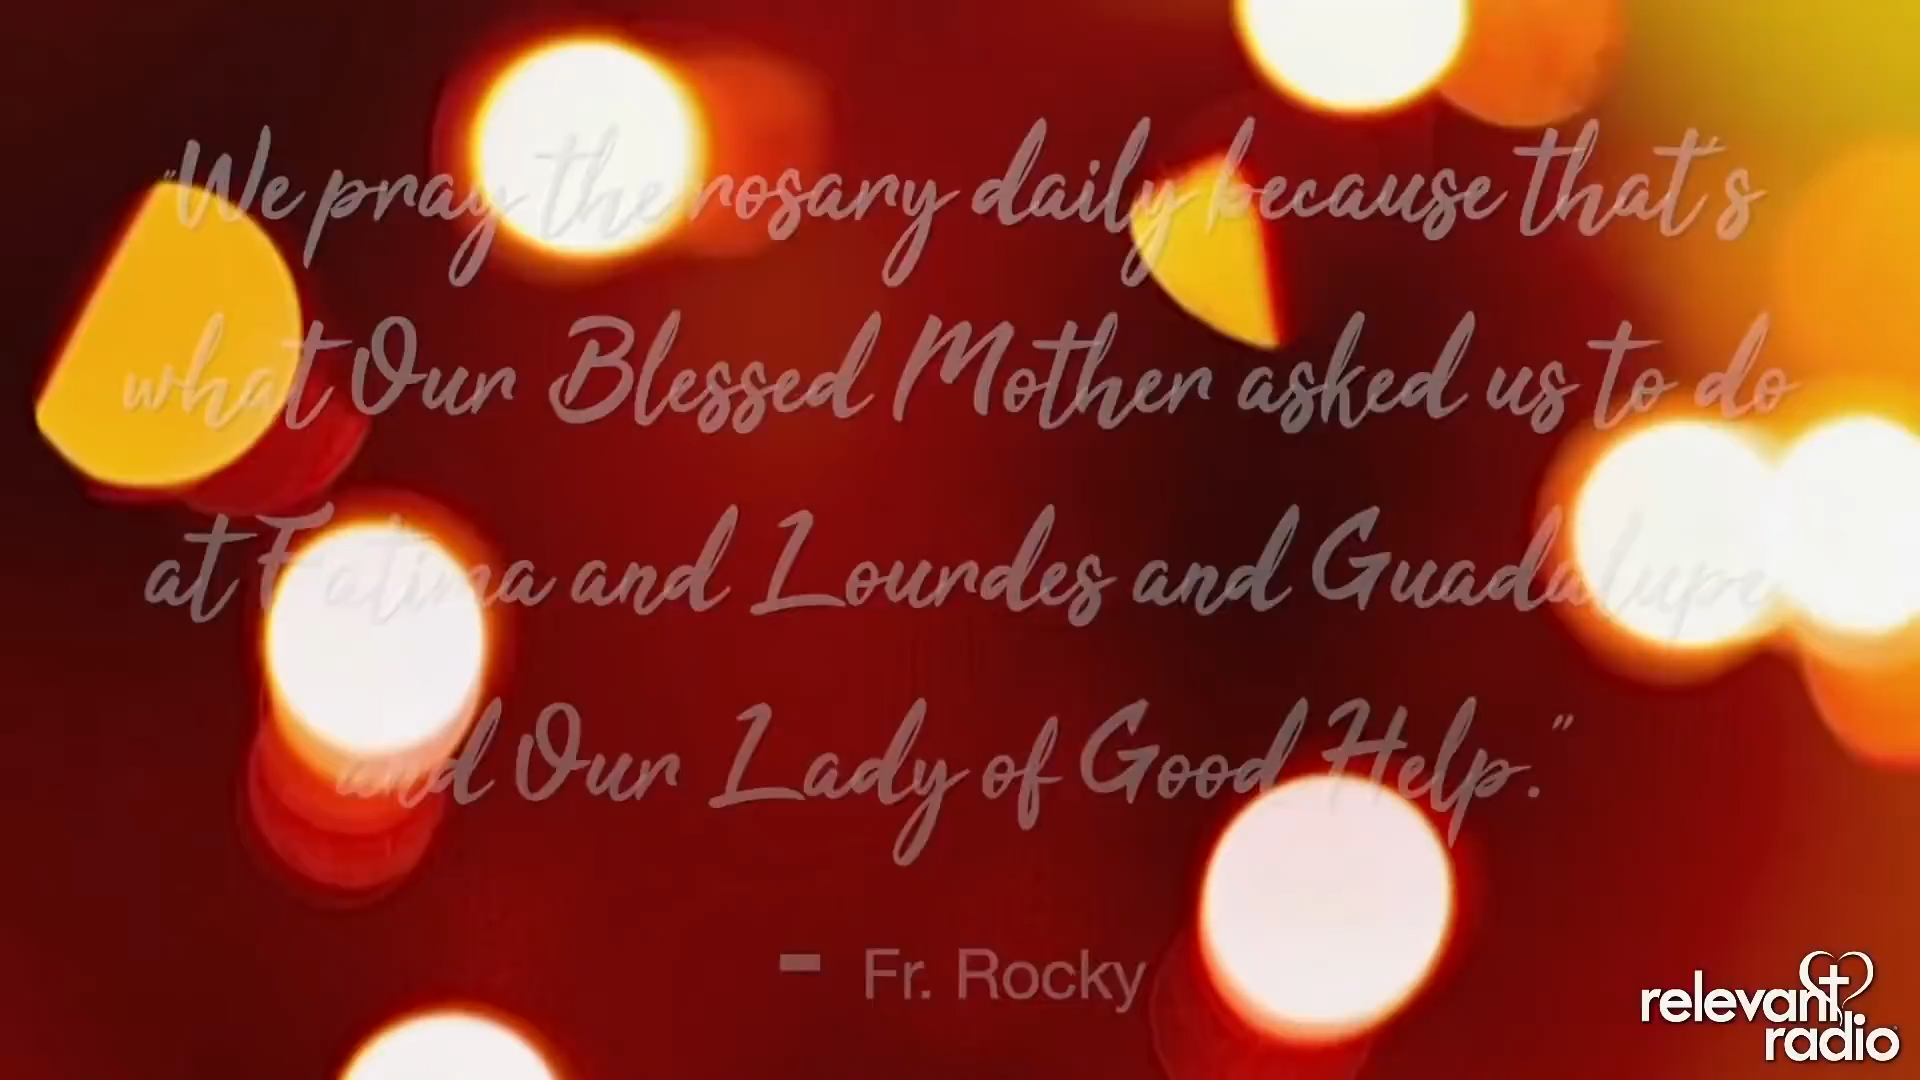 "We pray the rosary daily because that's
what Our Blessed Mother asked us to do
at Fatima and Lourdes and Guadalupe
and Our Lady of Good Help."
- Fr. Rocky
relevant
radio